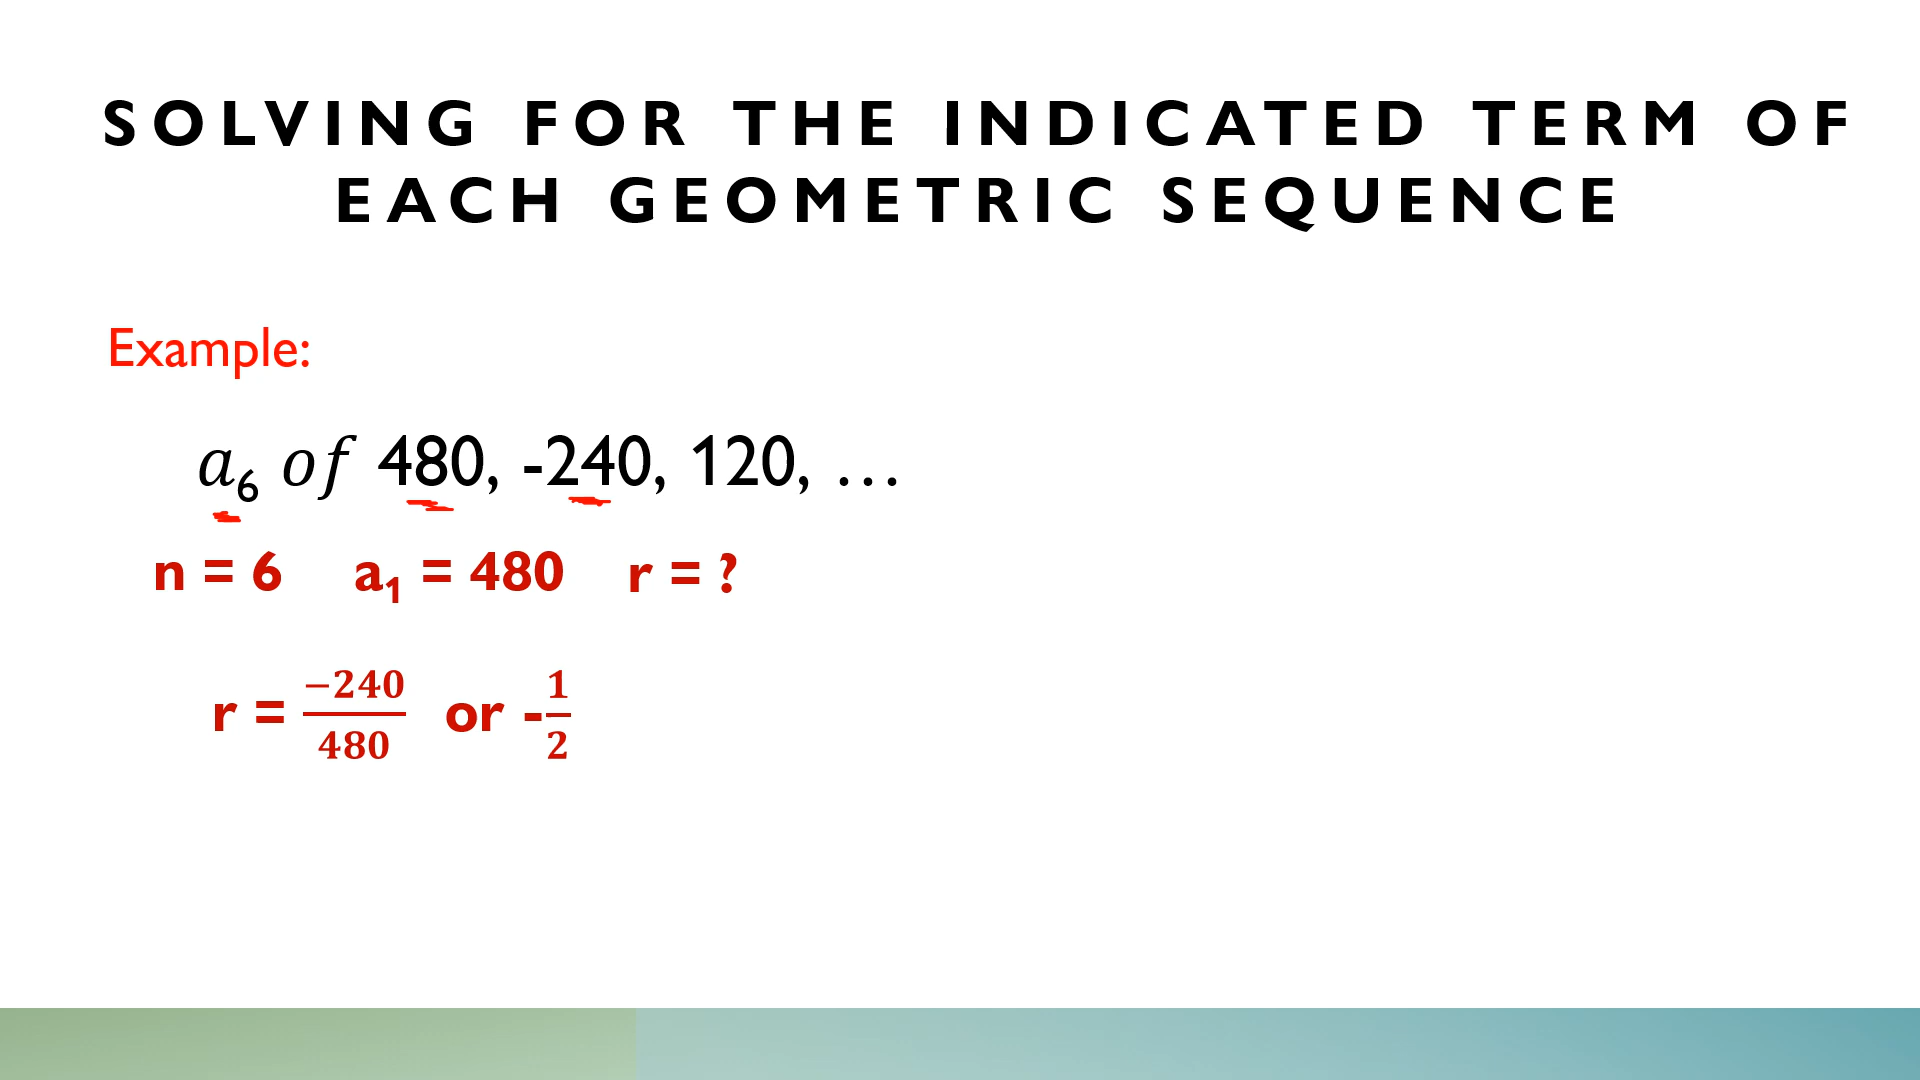 SOLVING FOR THE INDICATED TERM OF
EACH GEOMETRIC SEQUENCE
Example:
a₆ of 480, -240, 120, …
n = 6 a₁ = 480 r = ?
r = −240/480 or -1/2